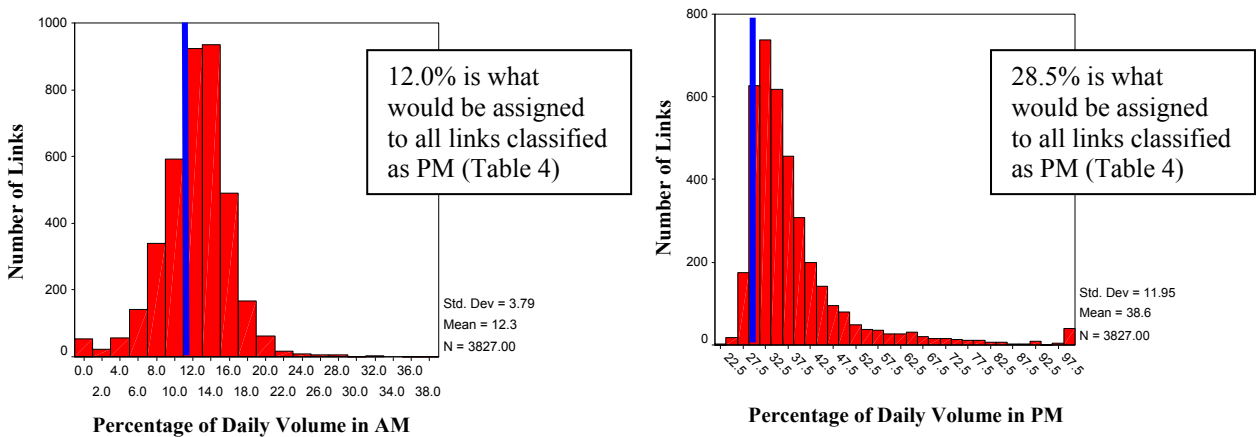 1000
800
600
400
200
0
Number of Links
12.0% is what
would be assigned
to all links classified
as PM (Table 4)
Std. Dev = 3.79
Mean = 12.3
N = 3827.00
0.0 4.0 8.0 12.0 16.0 20.0 24.0 28.0 32.0 36.0
2.0 6.0 10.0 14.0 18.0 22.0 26.0 30.0 34.0 38.0
Percentage of Daily Volume in AM
800
600
400
200
0
Number of Links
28.5% is what
would be assigned
to all links classified
as PM (Table 4)
Std. Dev = 11.95
Mean = 38.6
N = 3827.00
22.5 27.5 32.5 37.5 42.5 47.5 52.5 57.5 62.5 67.5 72.5 77.5 82.5 87.5 92.5 97.5
Percentage of Daily Volume in PM